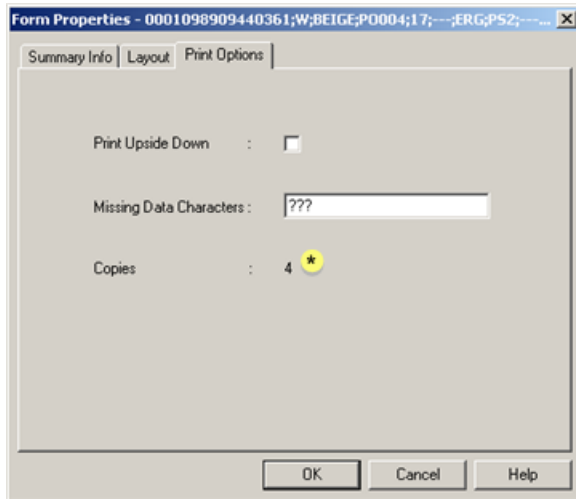 Form Properties - 0001098909440361;W;BEIGE;PO004;17;---;ERG;PS2;---...
Summary Info Layout Print Options
Print Upside Down :
Missing Data Characters : ???
Copies : 4 *
OK Cancel Help